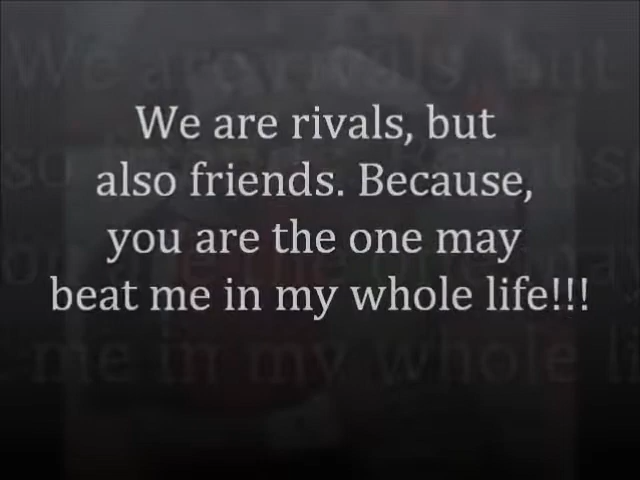 We are rivals, but
also friends. Because,
you are the one may
beat me in my whole life!!!